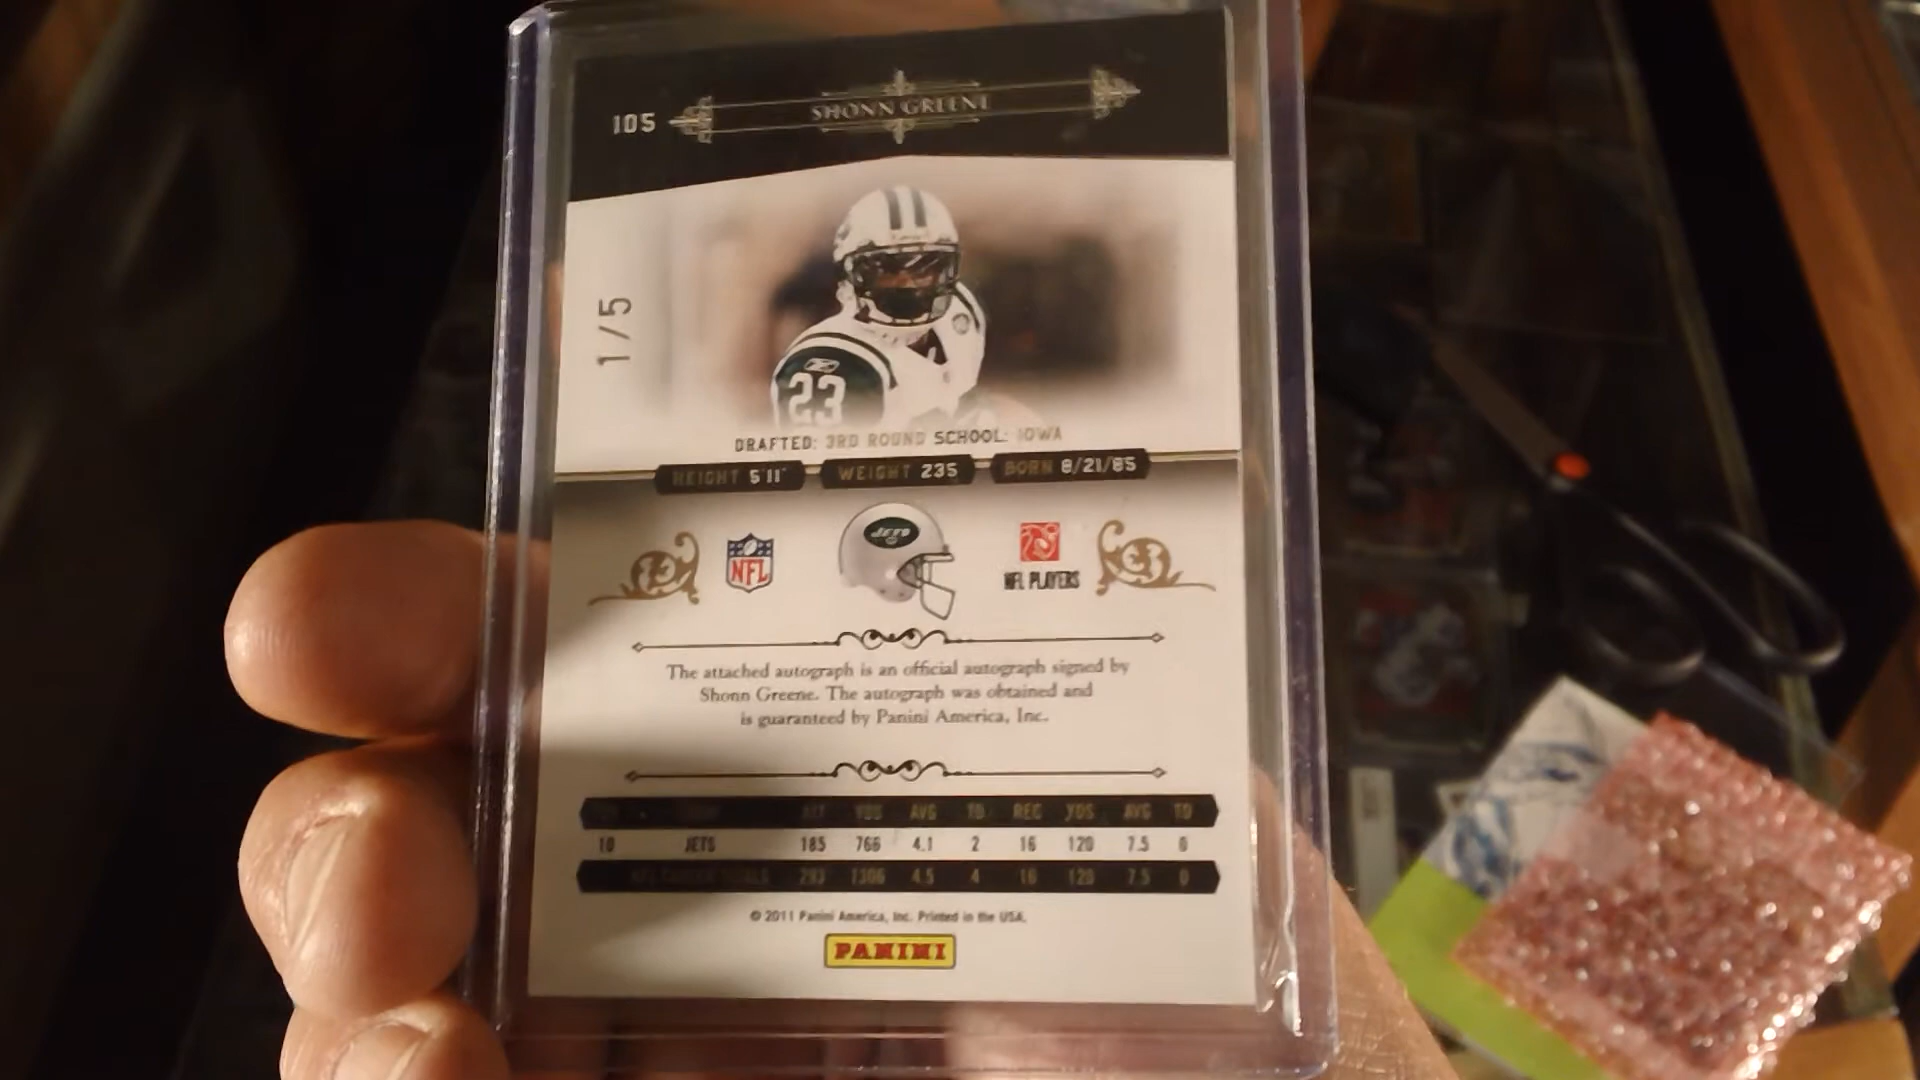 105 SHONN GREENE
1/5
23
DRAFTED: 3RD ROUND SCHOOL: IOWA
HEIGHT 5'11" WEIGHT 235 BORN 8/21/85
NFL
JETS
NFL PLAYERS
The attached autograph is an official autograph signed by
Shonn Greene. The autograph was obtained and
is guaranteed by Panini America, Inc.
ATT YDS AVG TD REC YDS AVG TD
10 JETS 185 766 4.1 2 16 120 7.5 0
NFL CAREER TOTALS 293 1306 4.5 4 16 120 7.5 0
© 2011 Panini America, Inc. Printed in the USA.
PANINI